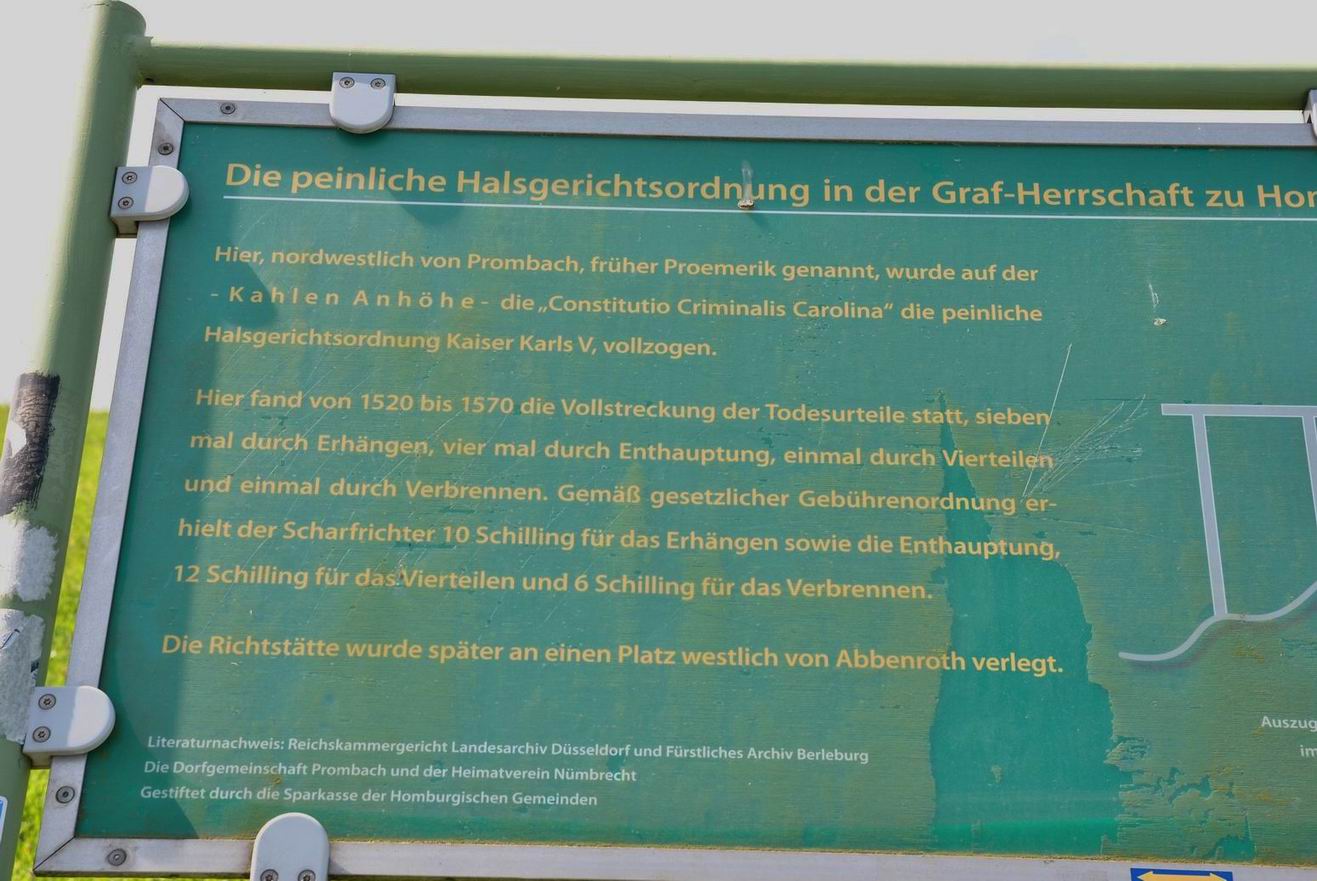 Die peinliche Halsgerichtsordnung in der Graf-Herrschaft zu
Hier, nordwestlich von Prombach, früher Proemerik genannt, wurde auf der
- K a h l e n A n h ö h e - die „Constitutio Criminalis Carolina“ die peinliche
Halsgerichtsordnung Kaiser Karls V, vollzogen.
Hier fand von 1520 bis 1570 die Vollstreckung der Todesurteile statt, sieben
mal durch Erhängen, vier mal durch Enthauptung, einmal durch Vierteilen
und einmal durch Verbrennen. Gemäß gesetzlicher Gebührenordnung er-
hielt der Scharfrichter 10 Schilling für das Erhängen sowie die Enthauptung,
12 Schilling für das Vierteilen und 6 Schilling für das Verbrennen.
Die Richtstätte wurde später an einen Platz westlich von Abbenroth verlegt.
Auszug
Literaturnachweis: Reichskammergericht Landesarchiv Düsseldorf und Fürstliches Archiv Berleburg
Die Dorfgemeinschaft Prombach und der Heimatverein Nümbrecht
Gestiftet durch die Sparkasse der Homburgischen Gemeinden